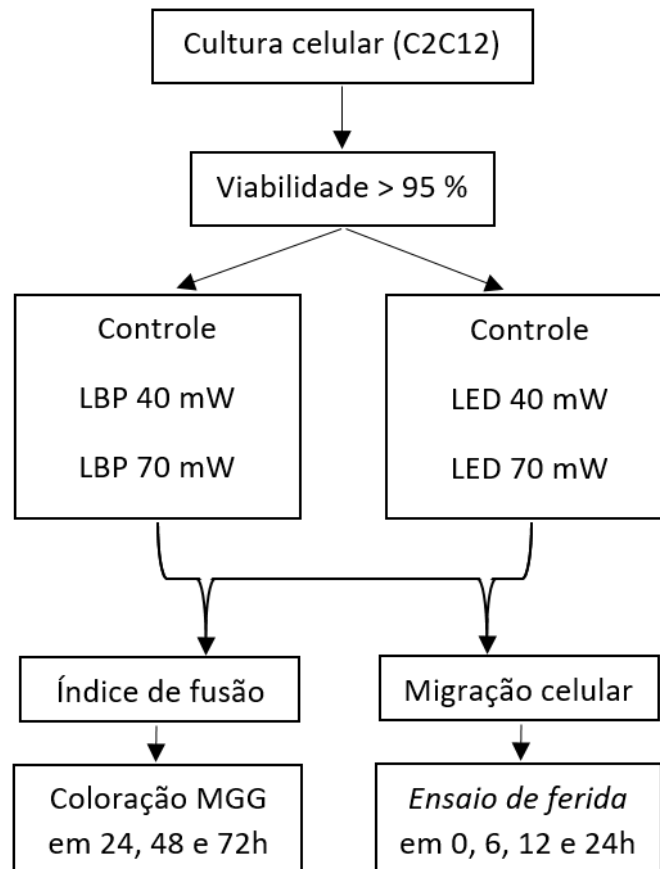 Cultura celular (C2C12)
Viabilidade > 95 %
Controle
LBP 40 mW
LBP 70 mW
Controle
LED 40 mW
LED 70 mW
Índice de fusão
Migração celular
Coloração MGG
em 24, 48 e 72h
Ensaio de ferida
em 0, 6, 12 e 24h